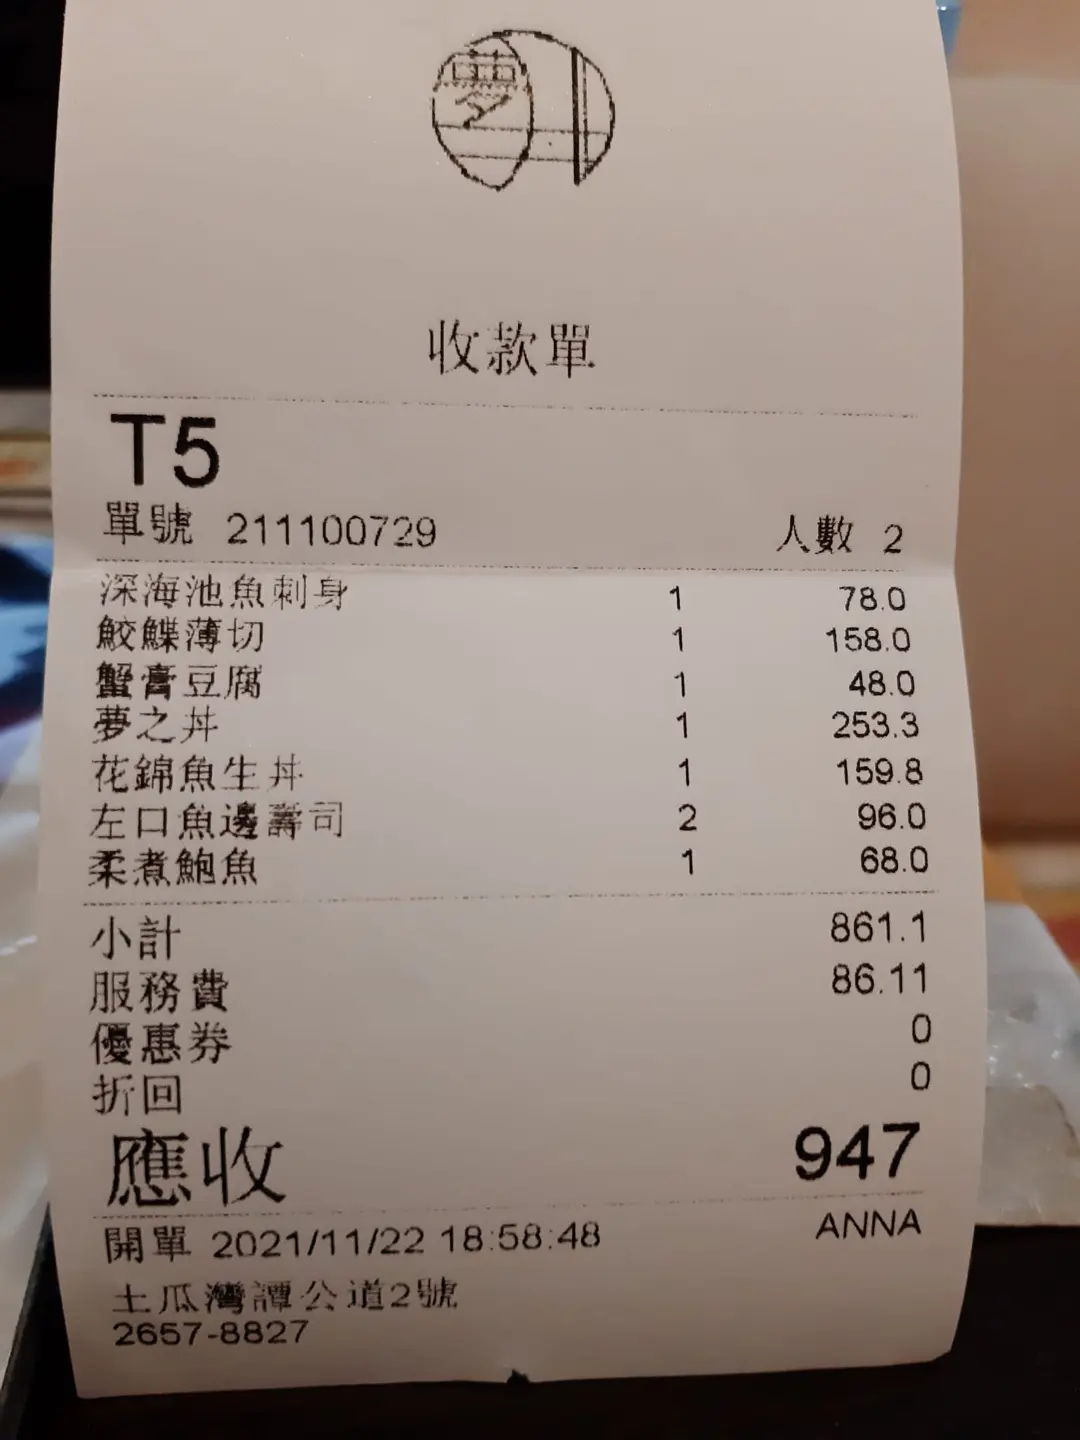 夢
收款單
T5
單號 211100729 人數 2
深海池魚刺身 1 78.0
鮫鰈薄切 1 158.0
蟹膏豆腐 1 48.0
夢之丼 1 253.3
花錦魚生丼 1 159.8
左口魚邊壽司 2 96.0
柔煮鮑魚 1 68.0
小計 861.1
服務費 86.11
優惠券 0
折回 0
應收 947
開單 2021/11/22 18:58:48 ANNA
土瓜灣譚公道2號
2657-8827